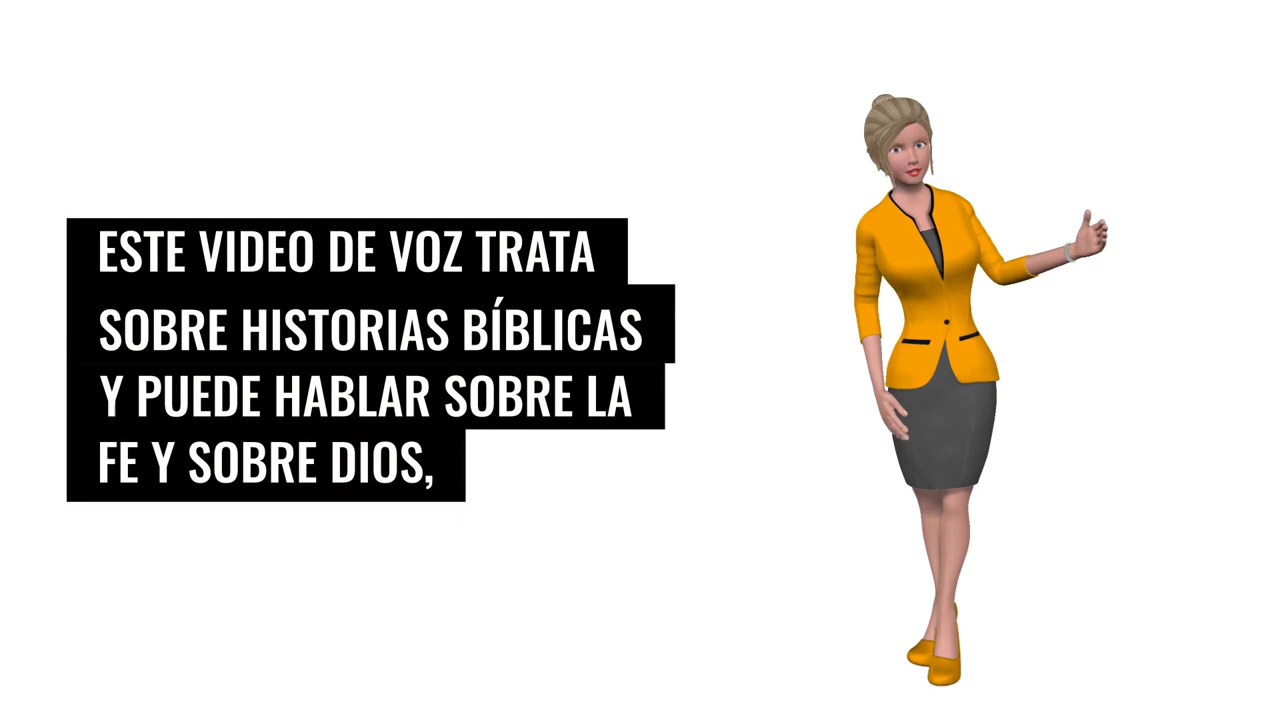 ESTE VIDEO DE VOZ TRATA
SOBRE HISTORIAS BÍBLICAS
Y PUEDE HABLAR SOBRE LA
FE Y SOBRE DIOS,